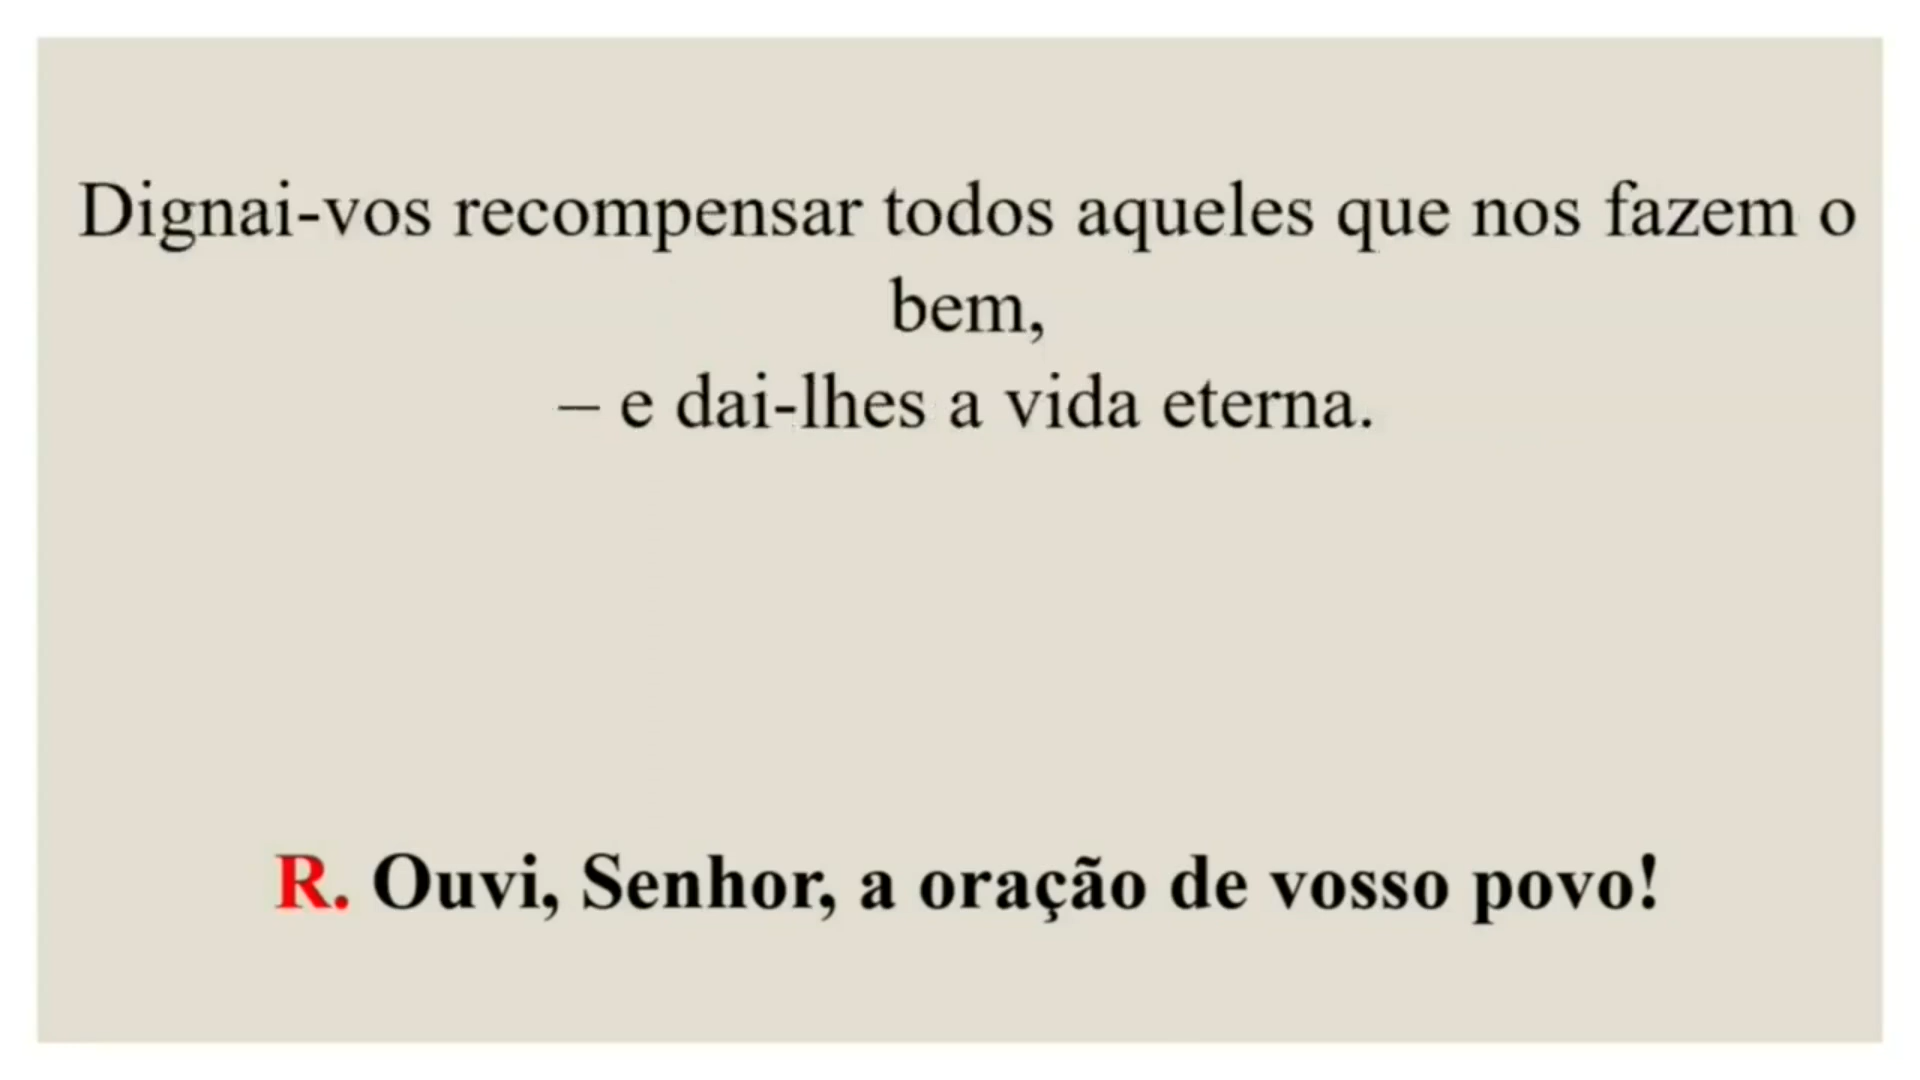 Dignai-vos recompensar todos aqueles que nos fazem o
bem,
– e dai-lhes a vida eterna.
R. Ouvi, Senhor, a oração de vosso povo!